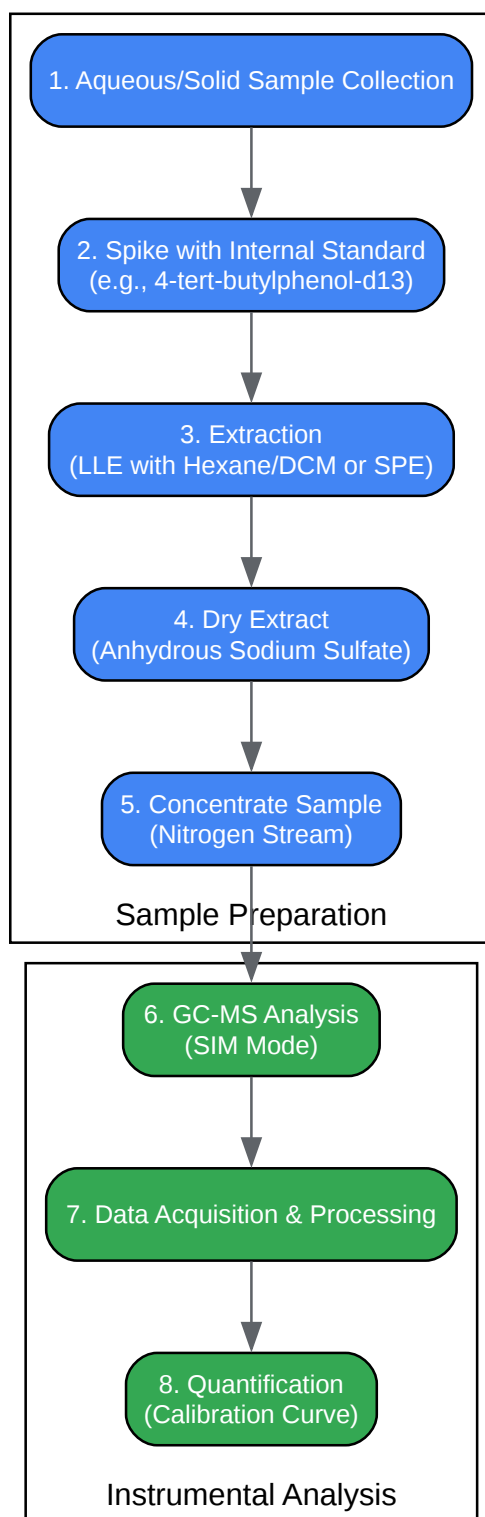 1. Aqueous/Solid Sample Collection
2. Spike with Internal Standard
(e.g., 4-tert-butylphenol-d13)
3. Extraction
(LLE with Hexane/DCM or SPE)
4. Dry Extract
(Anhydrous Sodium Sulfate)
5. Concentrate Sample
(Nitrogen Stream)
Sample Preparation
6. GC-MS Analysis
(SIM Mode)
7. Data Acquisition & Processing
8. Quantification
(Calibration Curve)
Instrumental Analysis